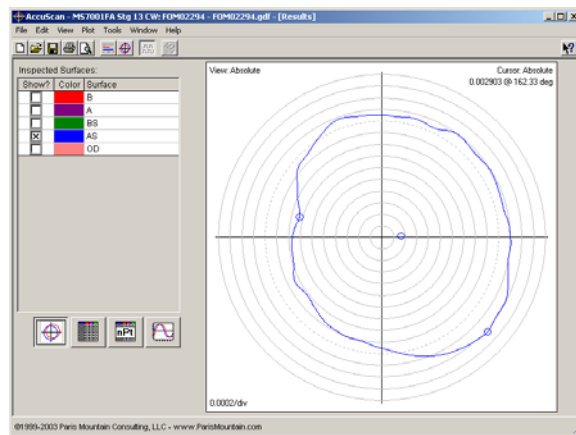 AccuScan - MS7001FA Stg 13 CW: FOM02294 - FOM02294.gdf - [Results]
File Edit View Plot Tools Window Help
Inspected Surfaces:
Show? Color Surface
B
A
BS
AS
OD
nPt
View: Absolute
Cursor: Absolute
0.002903 @ 162.33 deg
0.0002/div
©1999-2003 Paris Mountain Consulting, LLC - www.ParisMountain.com